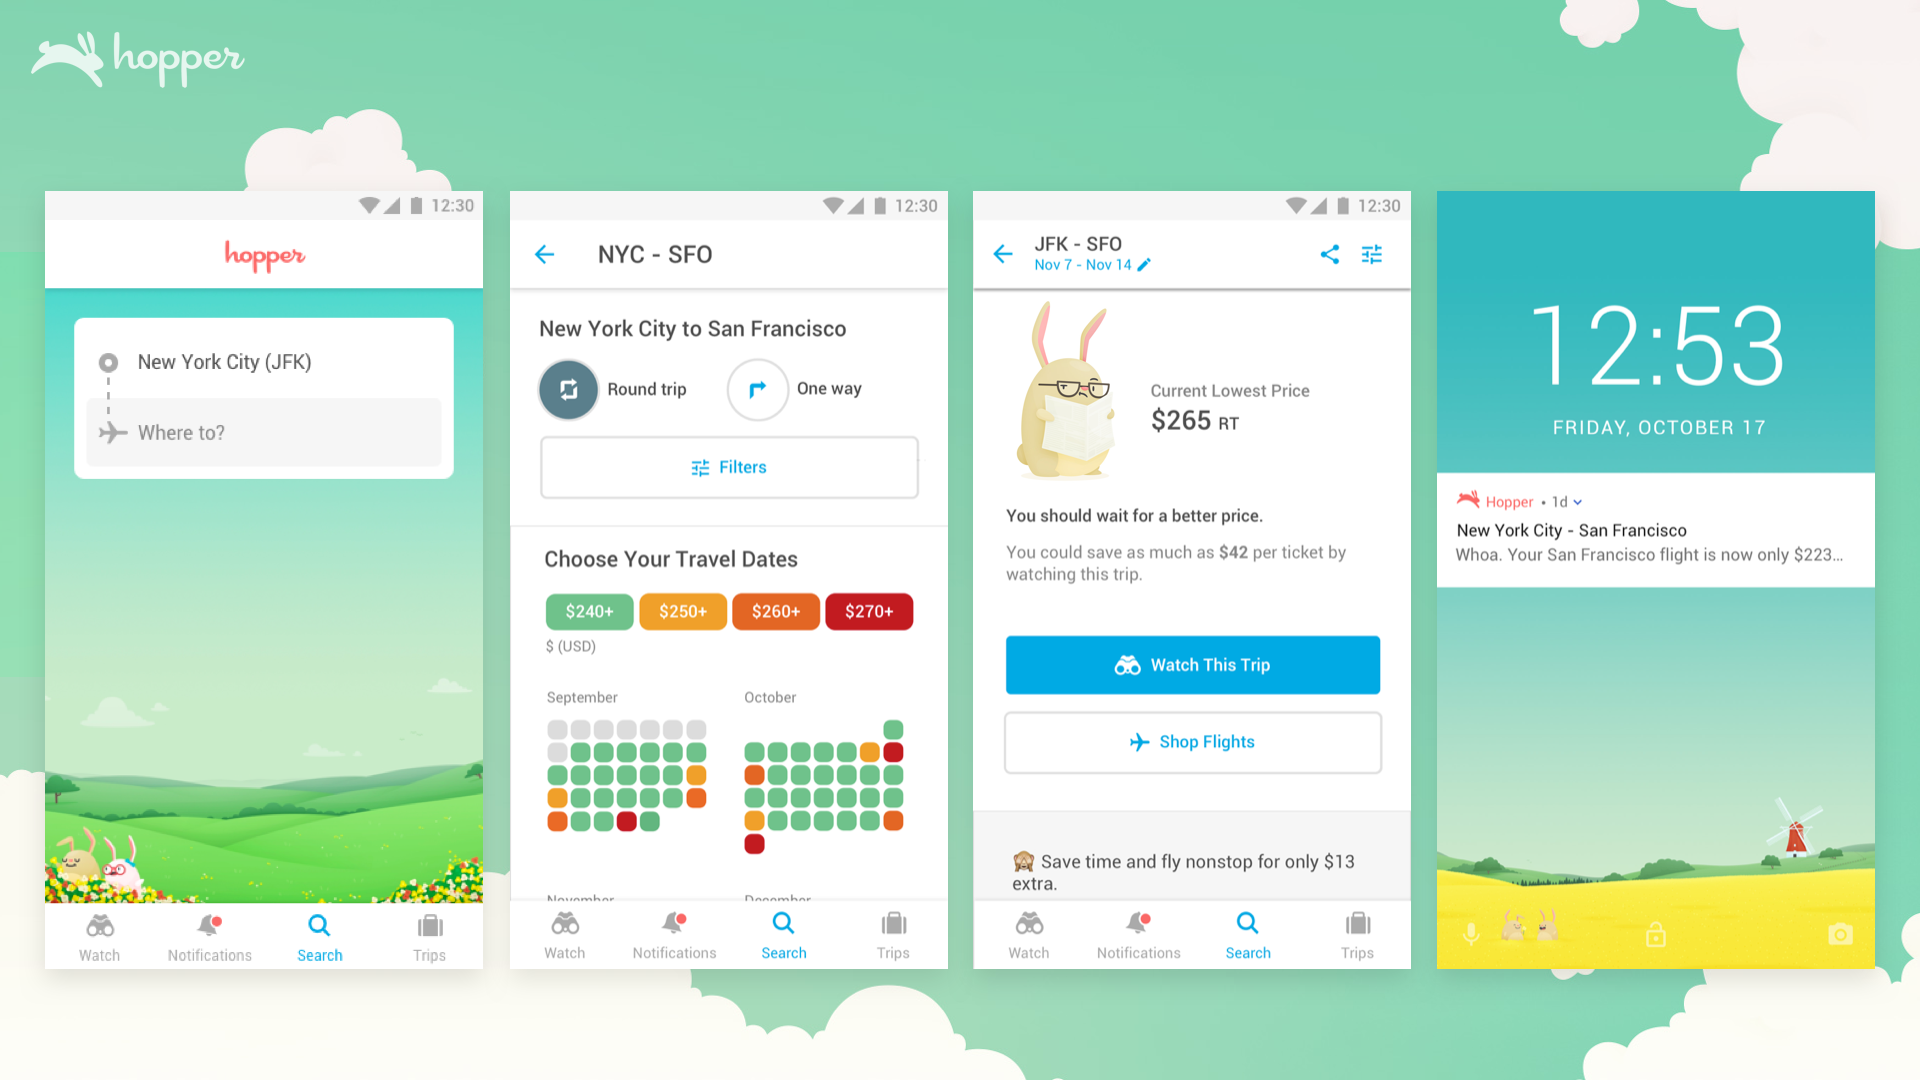 hopper
12:30
hopper
New York City (JFK)
Where to?
Watch
Notifications
Search
Trips
12:30
NYC - SFO
New York City to San Francisco
Round trip
One way
Filters
Choose Your Travel Dates
$240+
$250+
$260+
$270+
$ (USD)
September
October
November
December
Watch
Notifications
Search
Trips
12:30
JFK - SFO
Nov 7 - Nov 14
Current Lowest Price
$265 RT
You should wait for a better price.
You could save as much as $42 per ticket by
watching this trip.
Watch This Trip
Shop Flights
🙈 Save time and fly nonstop for only $13
extra.
Watch
Notifications
Search
Trips
12:53
FRIDAY, OCTOBER 17
Hopper • 1d
New York City - San Francisco
Whoa. Your San Francisco flight is now only $223...